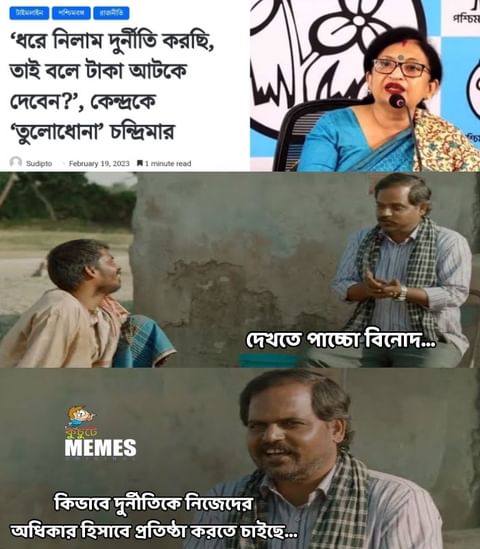 টাইমলাইন পশ্চিমবঙ্গ রাজনীতি
‘ধরে নিলাম দুর্নীতি করছি,
তাই বলে টাকা আটকে
দেবেন?’, কেন্দ্রকে
‘তুলোধোনা’ চন্দ্রিমার
Sudipto February 19, 2023 1 minute read
পশ্চিম
দেখতে পাচ্ছো বিনোদ...
কুচুটে
MEMES
কিভাবে দুর্নীতিকে নিজেদের
অধিকার হিসাবে প্রতিষ্ঠা করতে চাইছে...